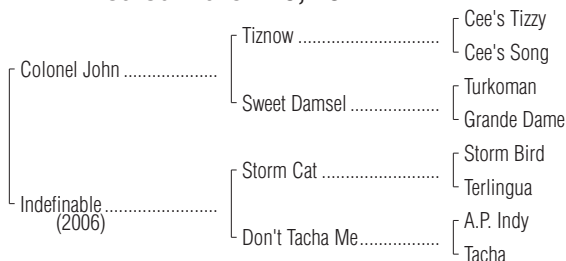 Colonel John ....................
Indefinable ........................
(2006)
Tiznow ..............................
Sweet Damsel ...................
Storm Cat .........................
Don't Tacha Me.................
Cee's Tizzy
Cee's Song
Turkoman
Grande Dame
Storm Bird
Terlingua
A.P. Indy
Tacha